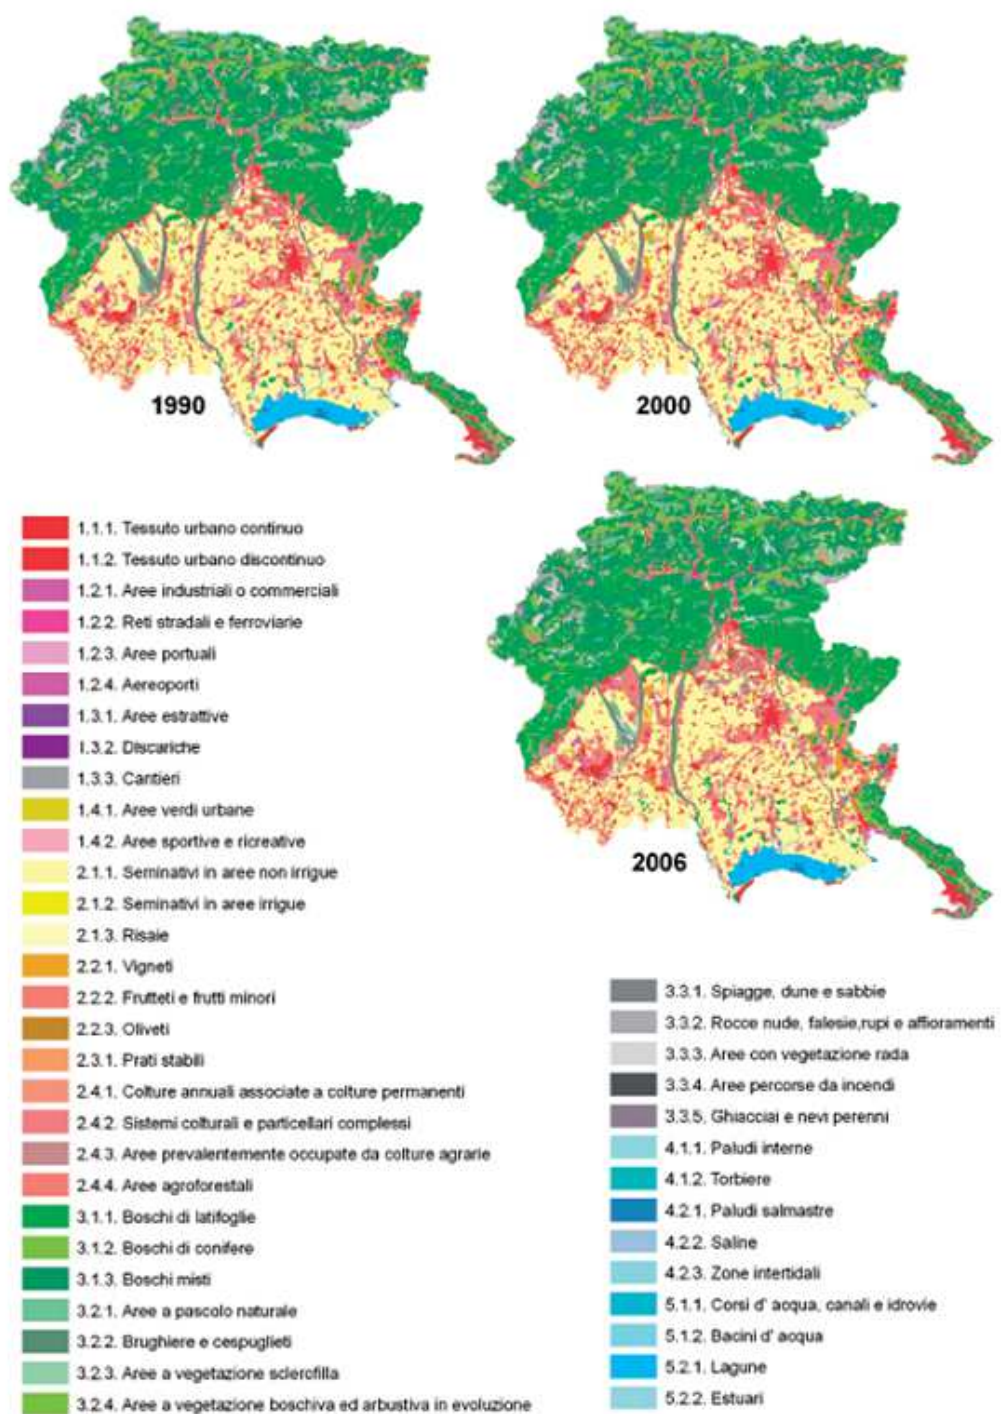 1990
2000
2006
1.1.1. Tessuto urbano continuo
1.1.2. Tessuto urbano discontinuo
1.2.1. Aree industriali o commerciali
1.2.2. Reti stradali e ferroviarie
1.2.3. Aree portuali
1.2.4. Aereoporti
1.3.1. Aree estrattive
1.3.2. Discariche
1.3.3. Cantieri
1.4.1. Aree verdi urbane
1.4.2. Aree sportive e ricreative
2.1.1. Seminativi in aree non irrigue
2.1.2. Seminativi in aree irrigue
2.1.3. Risaie
2.2.1. Vigneti
2.2.2. Frutteti e frutti minori
2.2.3. Oliveti
2.3.1. Prati stabili
2.4.1. Colture annuali associate a colture permanenti
2.4.2. Sistemi colturali e particellari complessi
2.4.3. Aree prevalentemente occupate da colture agrarie
2.4.4. Aree agroforestali
3.1.1. Boschi di latifoglie
3.1.2. Boschi di conifere
3.1.3. Boschi misti
3.2.1. Aree a pascolo naturale
3.2.2. Brughiere e cespuglieti
3.2.3. Aree a vegetazione sclerofilla
3.2.4. Aree a vegetazione boschiva ed arbustiva in evoluzione
3.3.1. Spiagge, dune e sabbie
3.3.2. Rocce nude, falesie,rupi e affioramenti
3.3.3. Aree con vegetazione rada
3.3.4. Aree percorse da incendi
3.3.5. Ghiacciai e nevi perenni
4.1.1. Paludi interne
4.1.2. Torbiere
4.2.1. Paludi salmastre
4.2.2. Saline
4.2.3. Zone intertidali
5.1.1. Corsi d' acqua, canali e idrovie
5.1.2. Bacini d' acqua
5.2.1. Lagune
5.2.2. Estuari